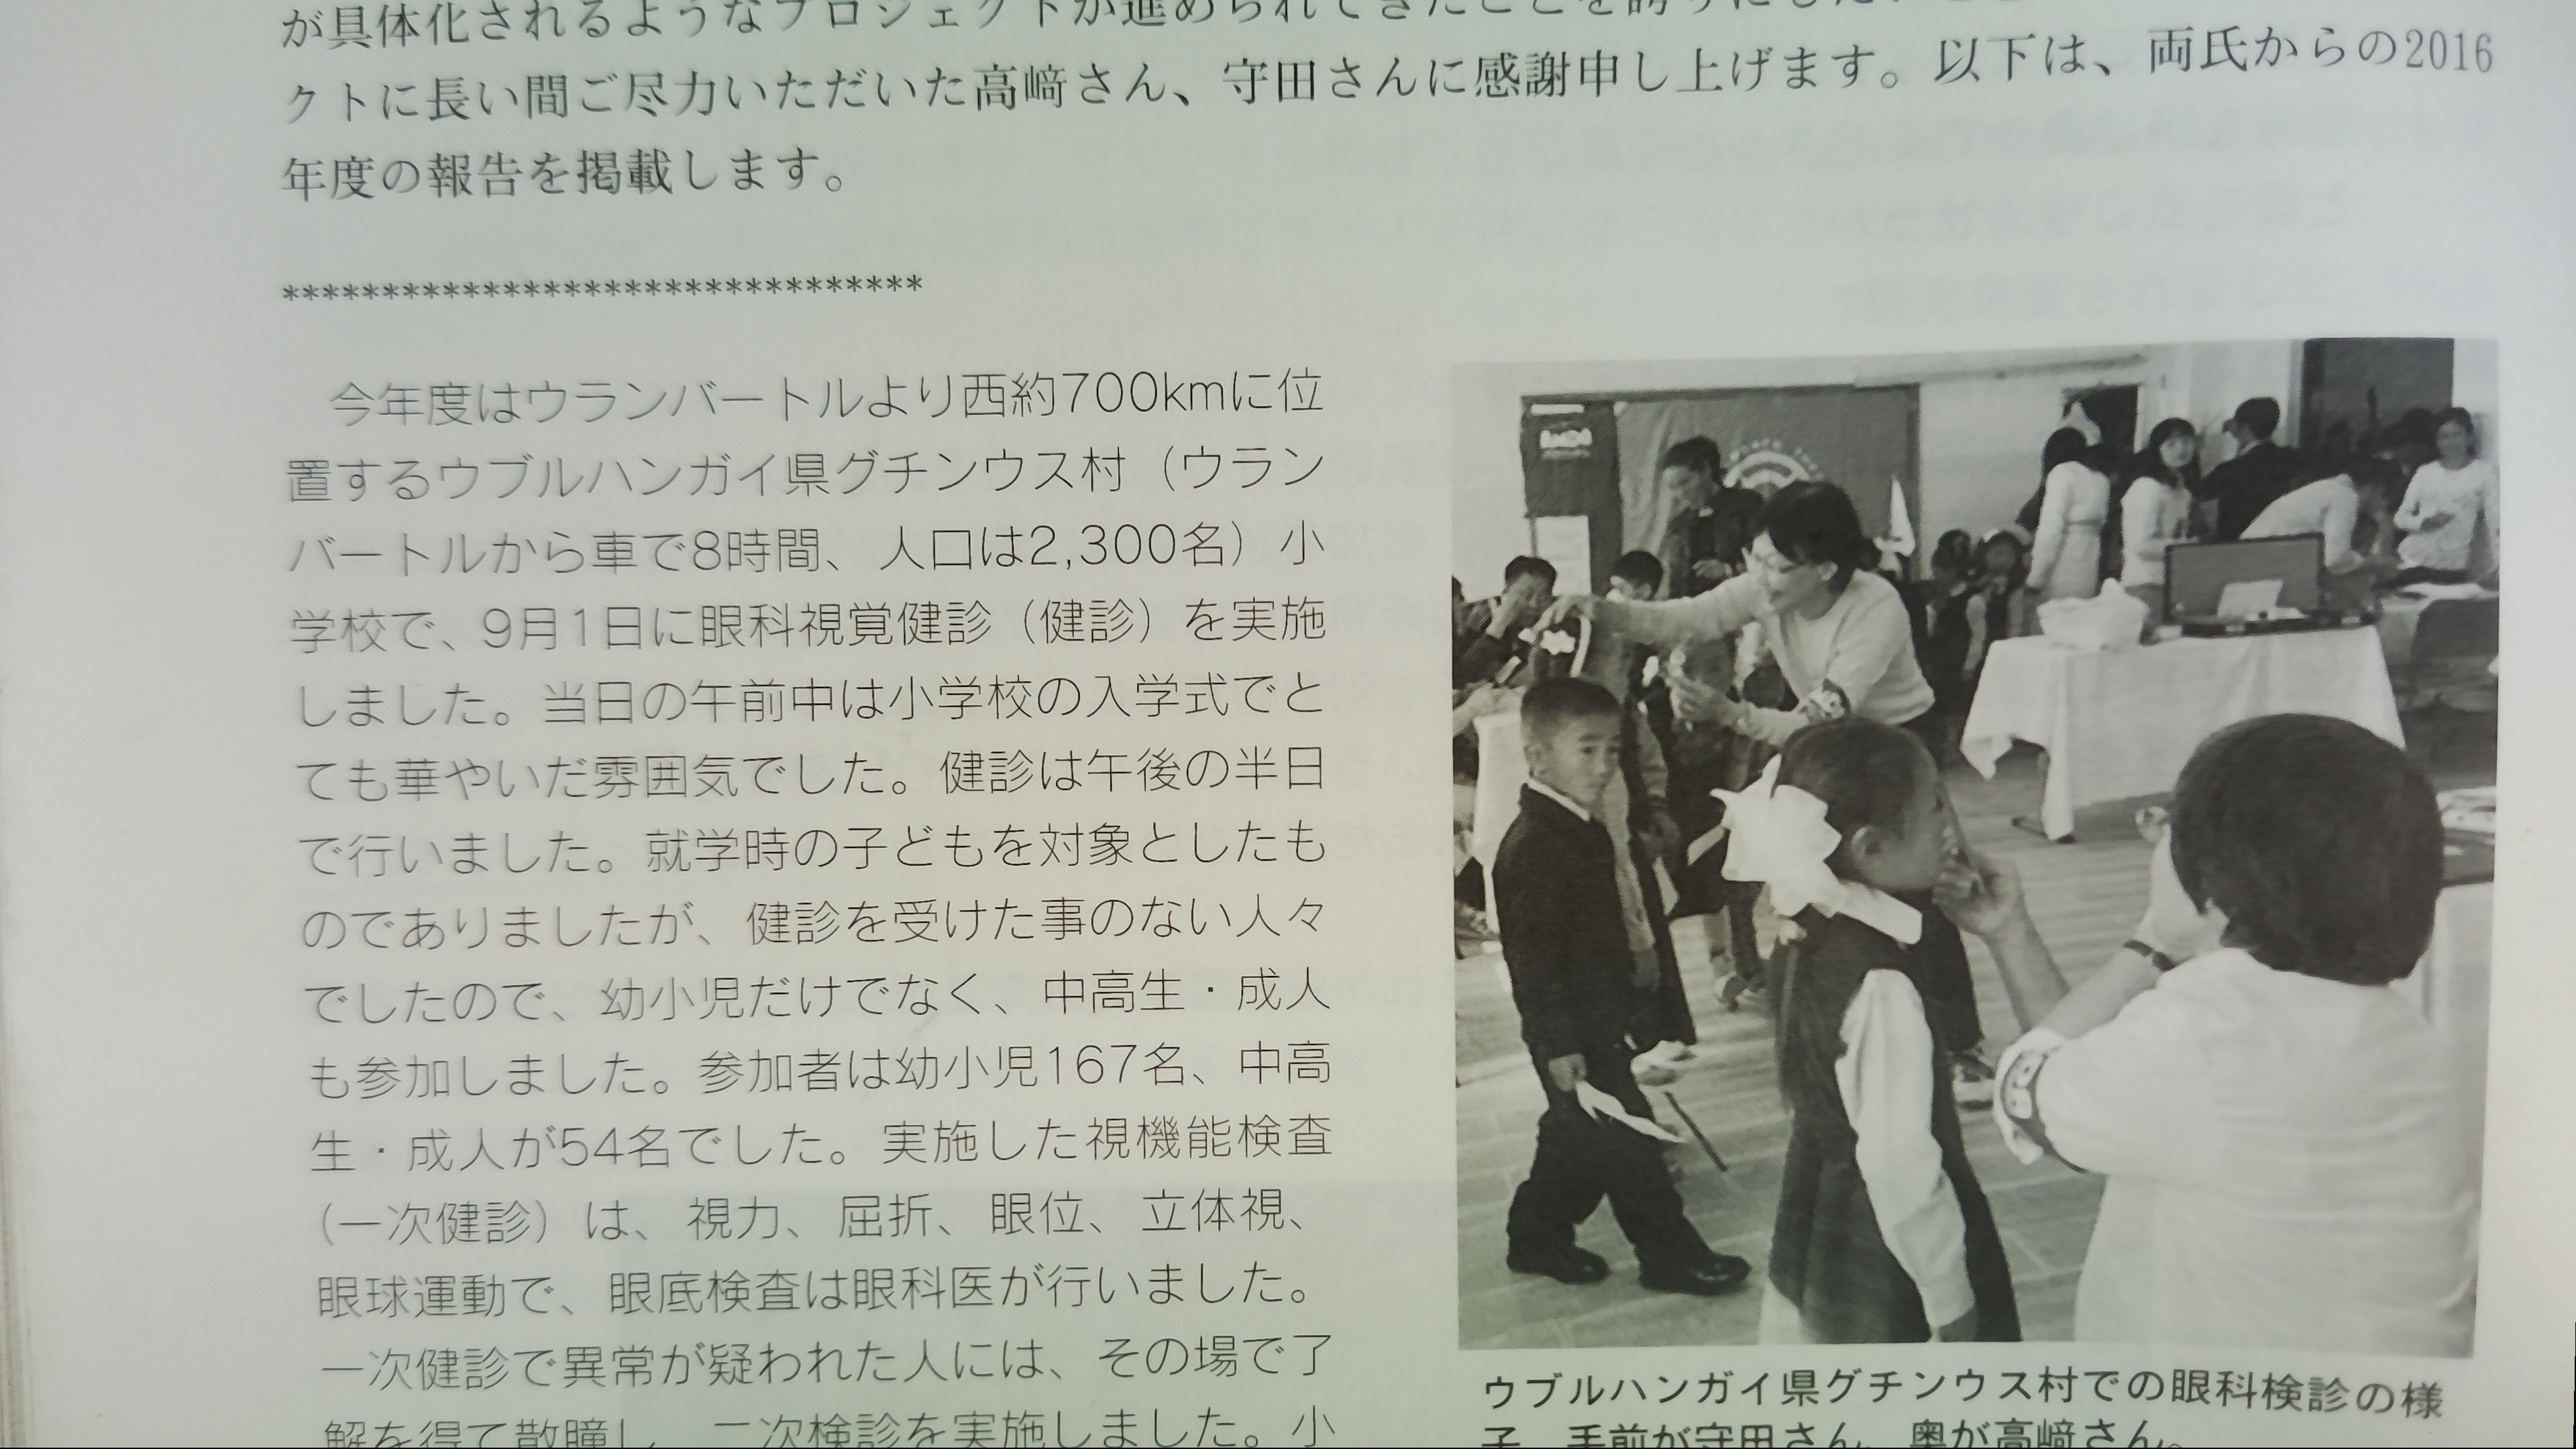 が具体化されるようなプロジェクトが進められてきたことを誇りにしたい
クトに長い間ご尽力いただいた高﨑さん、守田さんに感謝申し上げます。以下は、両氏からの2016
年度の報告を掲載します。
********************************
今年度はウランバートルより西約700kmに位
置するウブルハンガイ県グチンウス村（ウラン
バートルから車で8時間、人口は2,300名）小
学校で、9月1日に眼科視覚健診（健診）を実施
しました。当日の午前中は小学校の入学式でと
ても華やいだ雰囲気でした。健診は午後の半日
で行いました。就学時の子どもを対象としたも
のでありましたが、健診を受けた事のない人々
でしたので、幼小児だけでなく、中高生・成人
も参加しました。参加者は幼小児167名、中高
生・成人が54名でした。実施した視機能検査
（一次健診）は、視力、屈折、眼位、立体視、
眼球運動で、眼底検査は眼科医が行いました。
一次健診で異常が疑われた人には、その場で了
解を得て散瞳し、二次検診を実施しました。小
AMDA
ウブルハンガイ県グチンウス村での眼科検診の様
子　手前が守田さん、奥が高﨑さん。